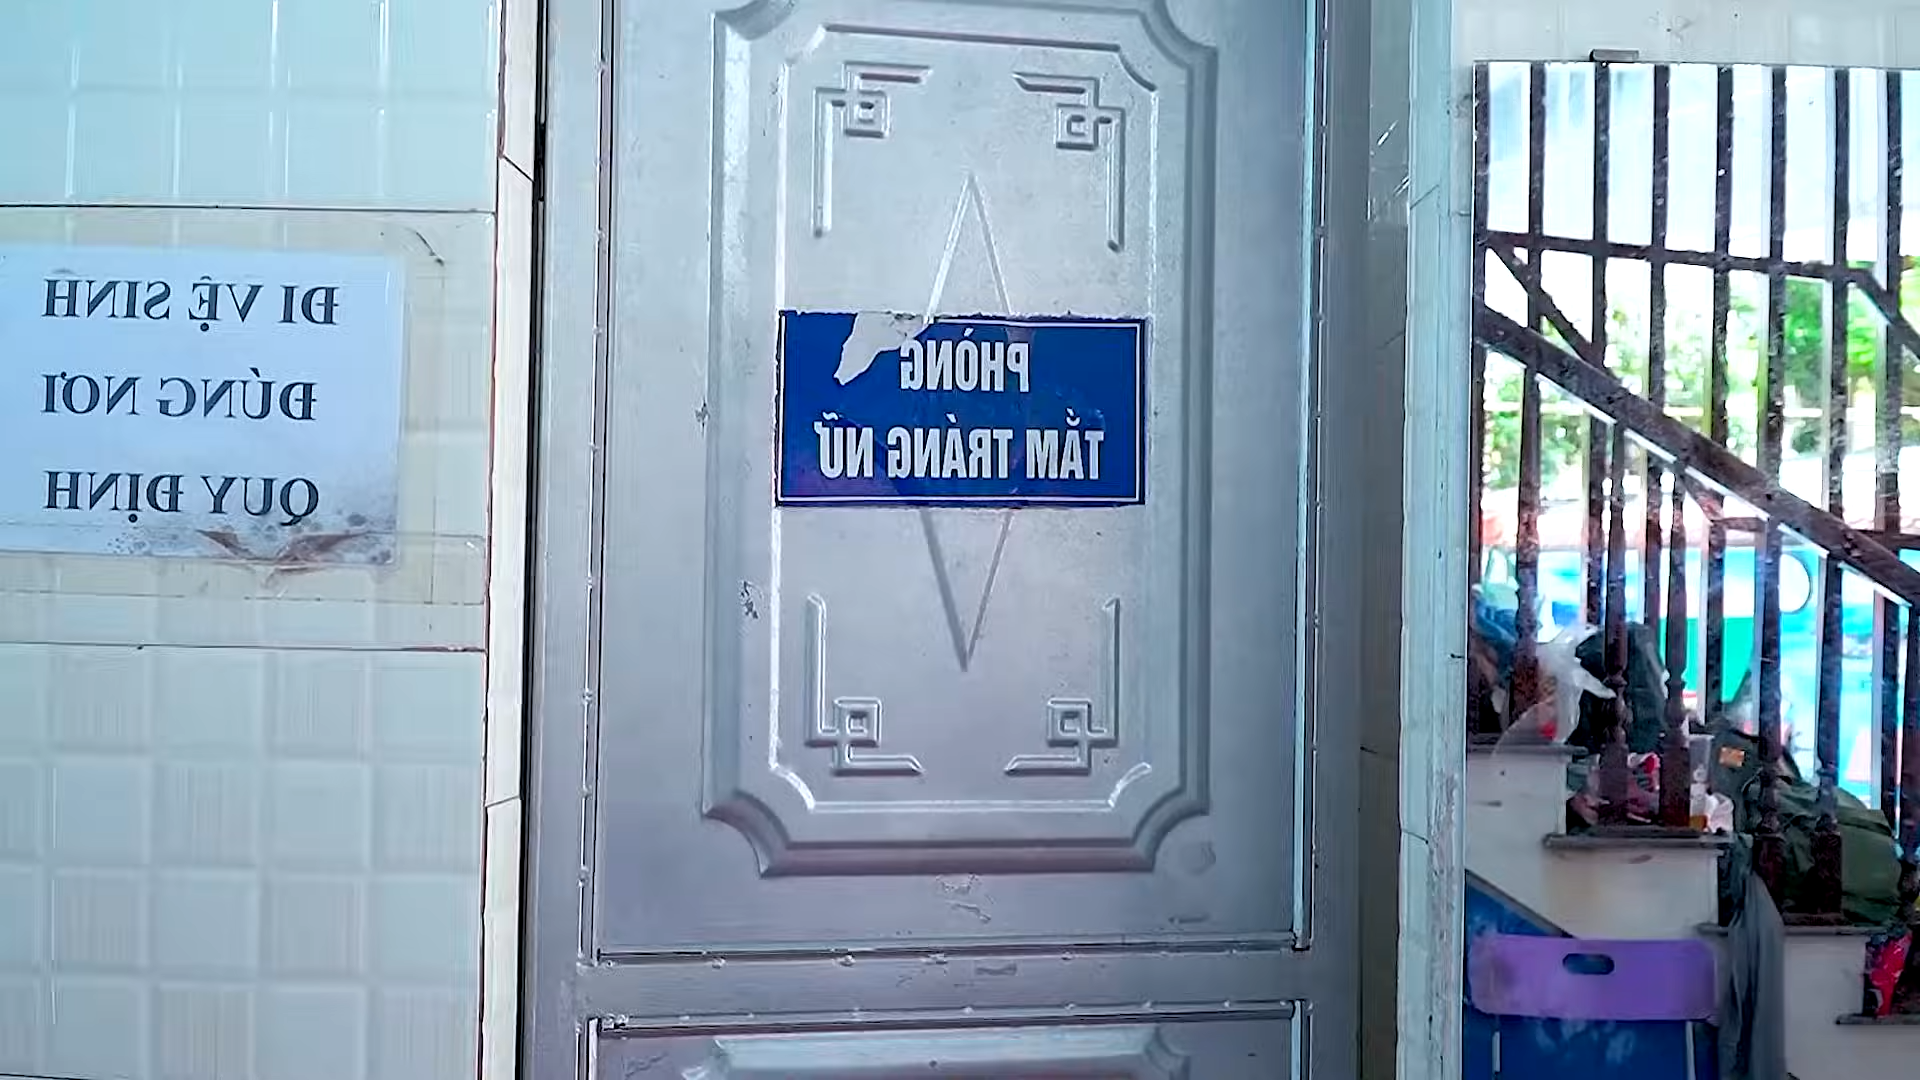 ĐI VỆ SINH
ĐÚNG NƠI
QUY ĐỊNH
PHÒNG
TẮM TRÁNG NỮ